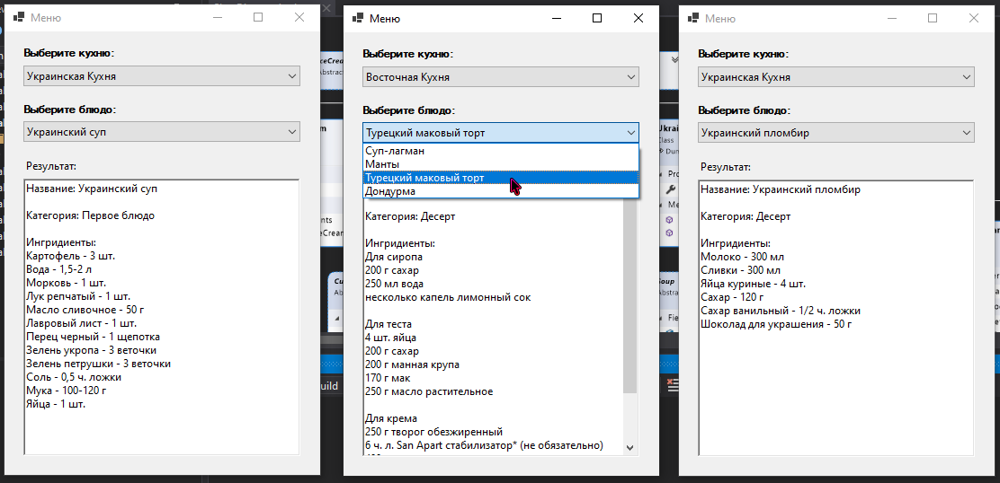 Меню
Выберите кухню:
Украинская Кухня
Выберите блюдо:
Украинский суп
Результат:
Название: Украинский суп
Категория: Первое блюдо
Ингридиенты:
Картофель - 3 шт.
Вода - 1,5-2 л
Морковь - 1 шт.
Лук репчатый - 1 шт.
Масло сливочное - 50 г
Лавровый лист - 1 шт.
Перец черный - 1 щепотка
Зелень укропа - 3 веточки
Зелень петрушки - 3 веточки
Соль - 0,5 ч. ложки
Мука - 100-120 г
Яйца - 1 шт.
Меню
Выберите кухню:
Восточная Кухня
Выберите блюдо:
Турецкий маковый торт
Суп-лагман
Манты
Турецкий маковый торт
Дондурма
Категория: Десерт
Ингридиенты:
Для сиропа
200 г сахар
250 мл вода
несколько капель лимонный сок
Для теста
4 шт. яйца
200 г сахар
200 г манная крупа
170 г мак
250 г масло растительное
Для крема
250 г творог обезжиренный
6 ч. л. San Apart стабилизатор* (не обязательно)
Меню
Выберите кухню:
Украинская Кухня
Выберите блюдо:
Украинский пломбир
Результат:
Название: Украинский пломбир
Категория: Десерт
Ингридиенты:
Молоко - 300 мл
Сливки - 300 мл
Яйца куриные - 4 шт.
Сахар - 120 г
Сахар ванильный - 1/2 ч. ложки
Шоколад для украшения - 50 г